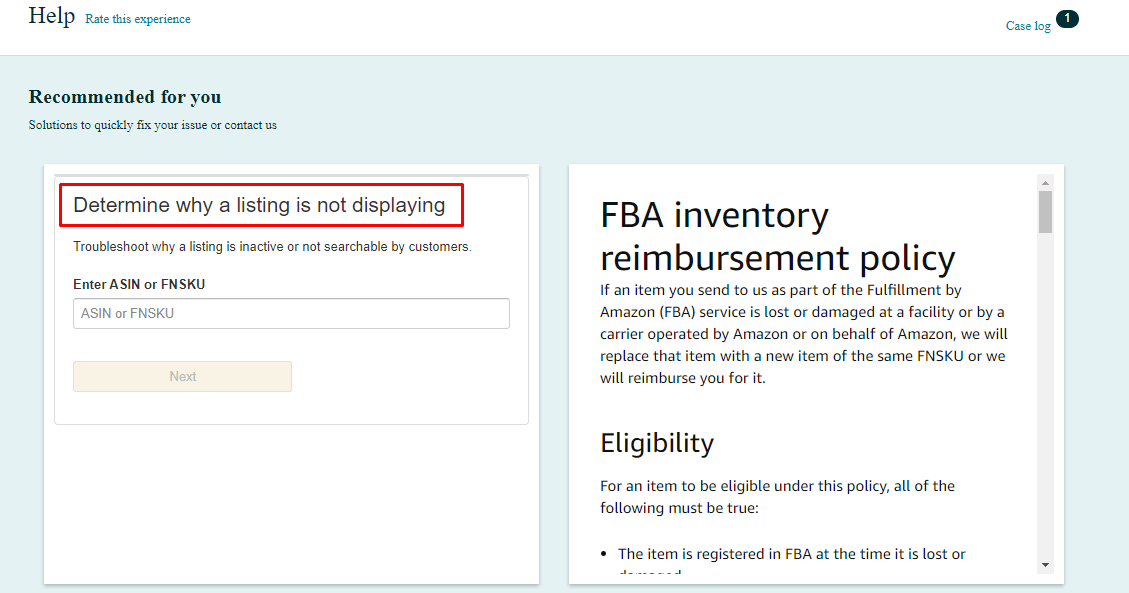 Help Rate this experience
Case log 1
Recommended for you
Solutions to quickly fix your issue or contact us
Determine why a listing is not displaying
Troubleshoot why a listing is inactive or not searchable by customers.
Enter ASIN or FNSKU
ASIN or FNSKU
Next
FBA inventory
reimbursement policy
If an item you send to us as part of the Fulfillment by
Amazon (FBA) service is lost or damaged at a facility or by a
carrier operated by Amazon or on behalf of Amazon, we will
replace that item with a new item of the same FNSKU or we
will reimburse you for it.
Eligibility
For an item to be eligible under this policy, all of the
following must be true:
• The item is registered in FBA at the time it is lost or
damaged